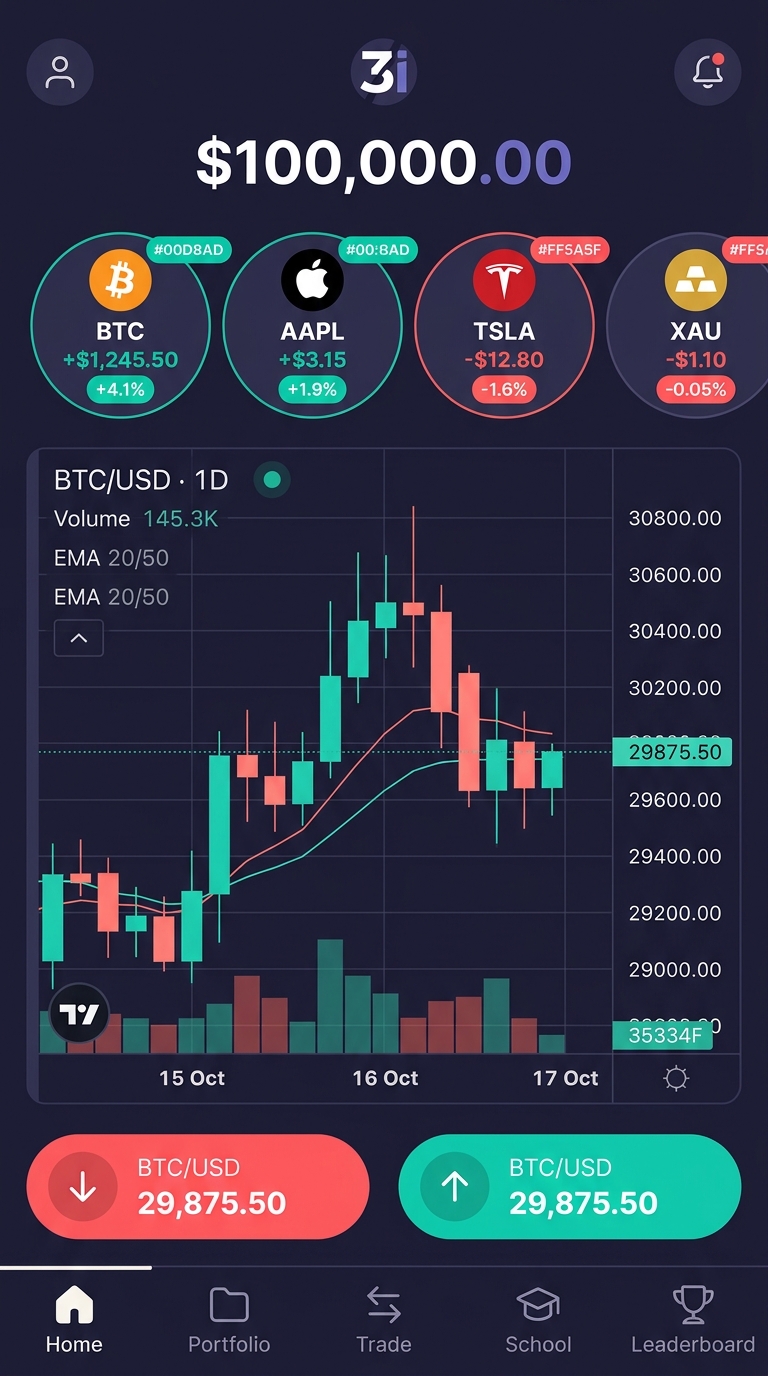 3i
$100,000.00
#00D8AD
BTC
+$1,245.50
+4.1%
#00:8AD
AAPL
+$3.15
+1.9%
#FF5A5F
TSLA
-$12.80
-1.6%
XAU
-$1.10
-0.05%
BTC/USD · 1D
Volume 145.3K
EMA 20/50
EMA 20/50
30800.00
30600.00
30400.00
30200.00
29875.50
29600.00
29400.00
29200.00
29000.00
35334F
15 Oct 16 Oct 17 Oct
BTC/USD
29,875.50
BTC/USD
29,875.50
Home Portfolio Trade School Leaderboard